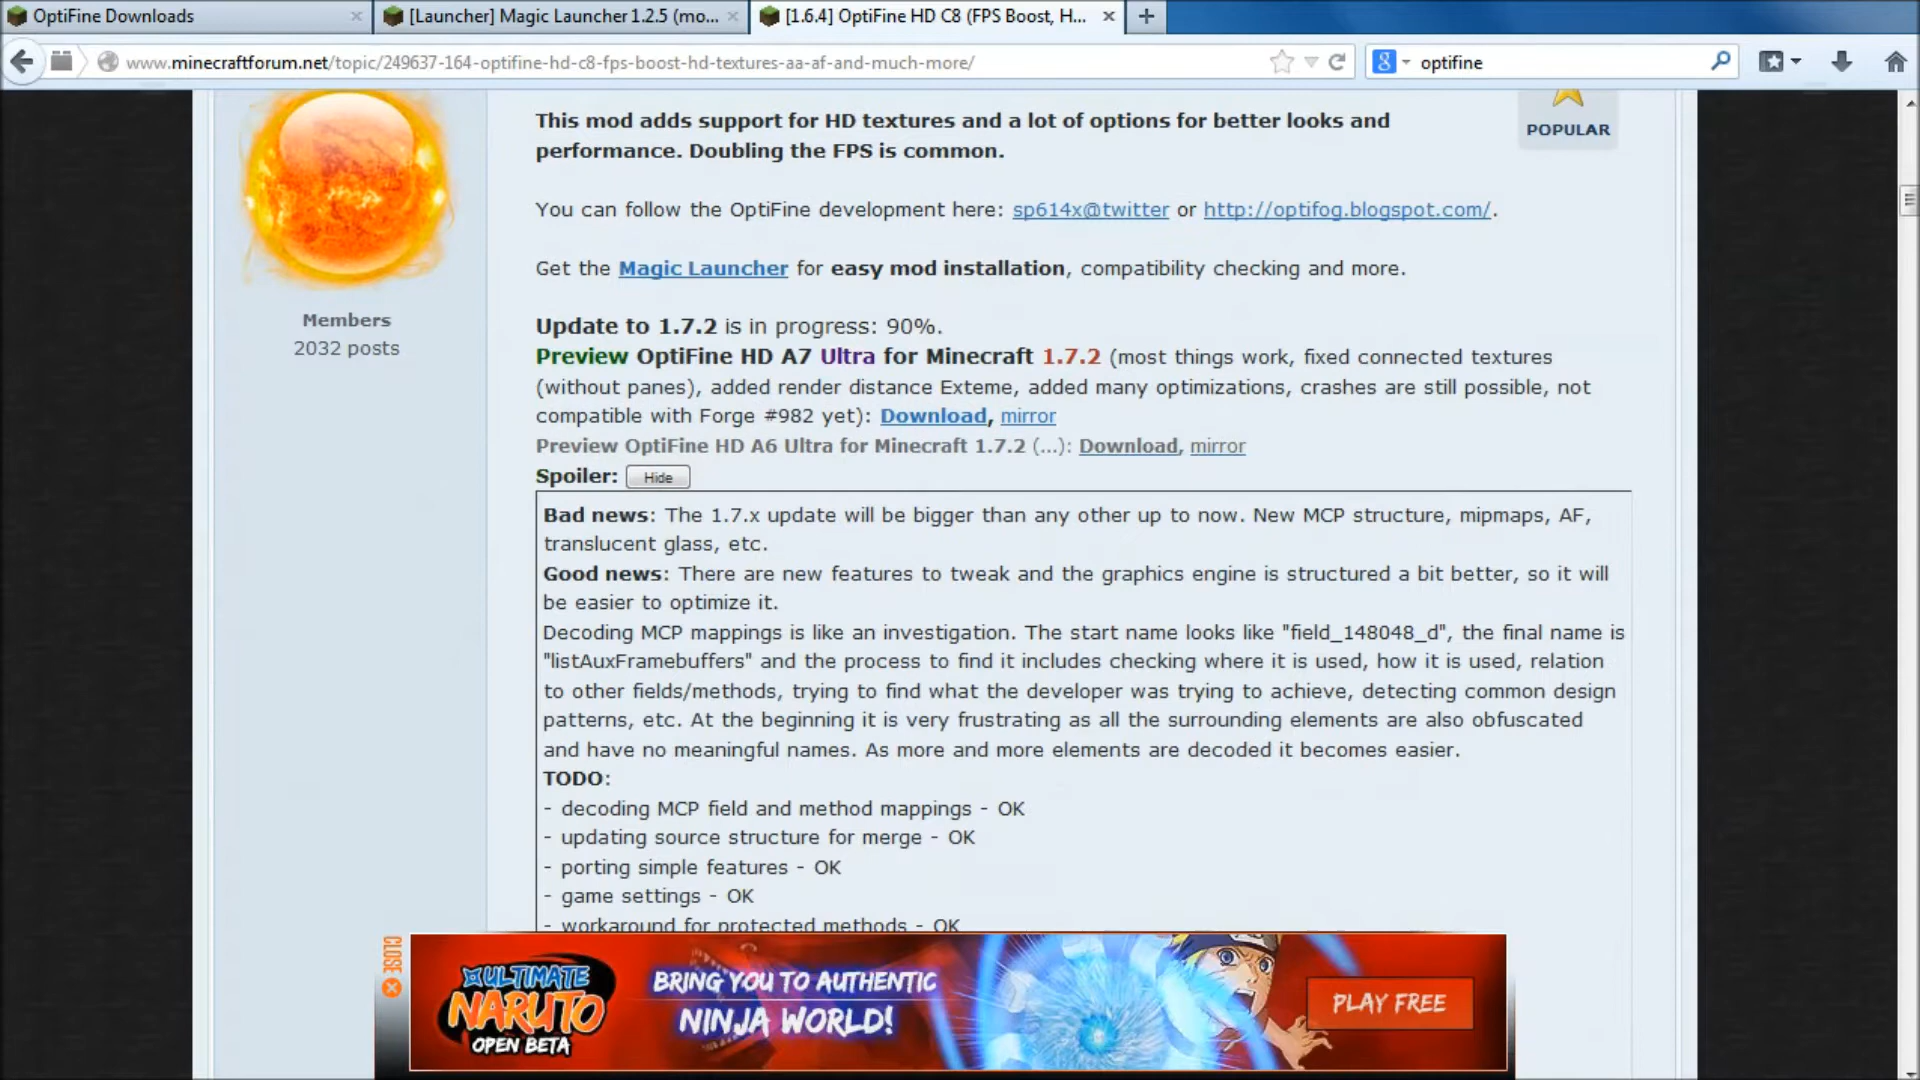 OptiFine Downloads
[Launcher] Magic Launcher 1.2.5 (mo...
[1.6.4] OptiFine HD C8 (FPS Boost, H...
www.minecraftforum.net/topic/249637-164-optifine-hd-c8-fps-boost-hd-textures-aa-af-and-much-more/
optifine
This mod adds support for HD textures and a lot of options for better looks and
performance. Doubling the FPS is common.
POPULAR
You can follow the OptiFine development here: sp614x@twitter or http://optifog.blogspot.com/.
Get the Magic Launcher for easy mod installation, compatibility checking and more.
Members
2032 posts
Update to 1.7.2 is in progress: 90%.
Preview OptiFine HD A7 Ultra for Minecraft 1.7.2 (most things work, fixed connected textures
(without panes), added render distance Exteme, added many optimizations, crashes are still possible, not
compatible with Forge #982 yet): Download, mirror
Preview OptiFine HD A6 Ultra for Minecraft 1.7.2 (...): Download, mirror
Spoiler: Hide
Bad news: The 1.7.x update will be bigger than any other up to now. New MCP structure, mipmaps, AF,
translucent glass, etc.
Good news: There are new features to tweak and the graphics engine is structured a bit better, so it will
be easier to optimize it.
Decoding MCP mappings is like an investigation. The start name looks like "field_148048_d", the final name is
"listAuxFramebuffers" and the process to find it includes checking where it is used, how it is used, relation
to other fields/methods, trying to find what the developer was trying to achieve, detecting common design
patterns, etc. At the beginning it is very frustrating as all the surrounding elements are also obfuscated
and have no meaningful names. As more and more elements are decoded it becomes easier.
TODO:
- decoding MCP field and method mappings - OK
- updating source structure for merge - OK
- porting simple features - OK
- game settings - OK
- workaround for protected methods - OK
CLOSE
ULTIMATE
NARUTO
OPEN BETA
BRING YOU TO AUTHENTIC
NINJA WORLD!
PLAY FREE